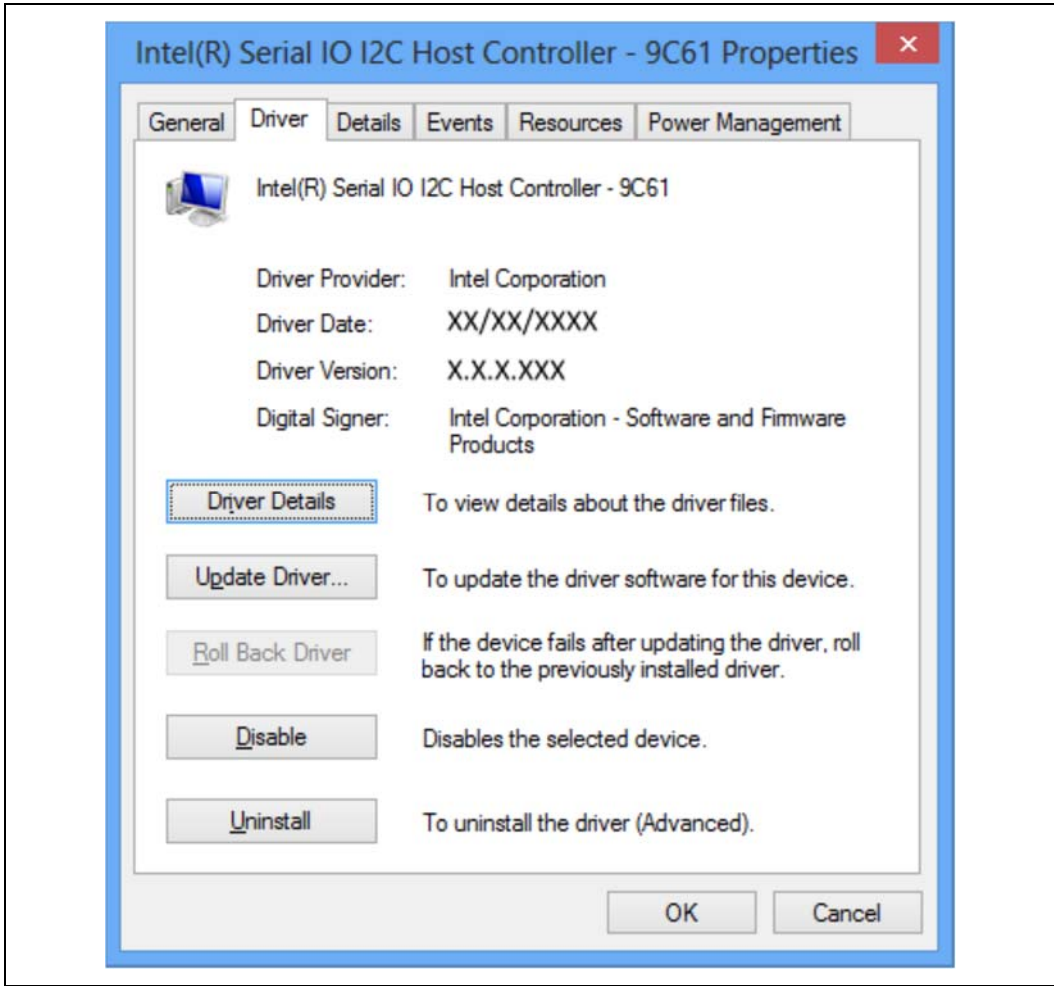 Intel(R) Serial IO I2C Host Controller - 9C61 Properties
General Driver Details Events Resources Power Management
Intel(R) Serial IO I2C Host Controller - 9C61
Driver Provider: Intel Corporation
Driver Date: XX/XX/XXXX
Driver Version: X.X.X.XXX
Digital Signer: Intel Corporation - Software and Firmware
Products
Driver Details To view details about the driver files.
Update Driver... To update the driver software for this device.
Roll Back Driver If the device fails after updating the driver, roll
back to the previously installed driver.
Disable Disables the selected device.
Uninstall To uninstall the driver (Advanced).
OK Cancel